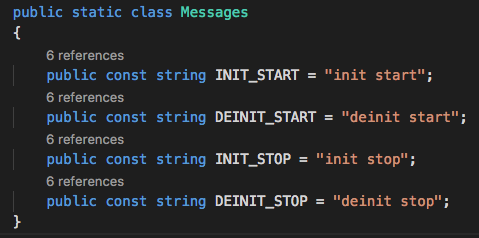 public static class Messages
{
6 references
public const string INIT_START = "init start";
6 references
public const string DEINIT_START = "deinit start";
6 references
public const string INIT_STOP = "init stop";
6 references
public const string DEINIT_STOP = "deinit stop";
}